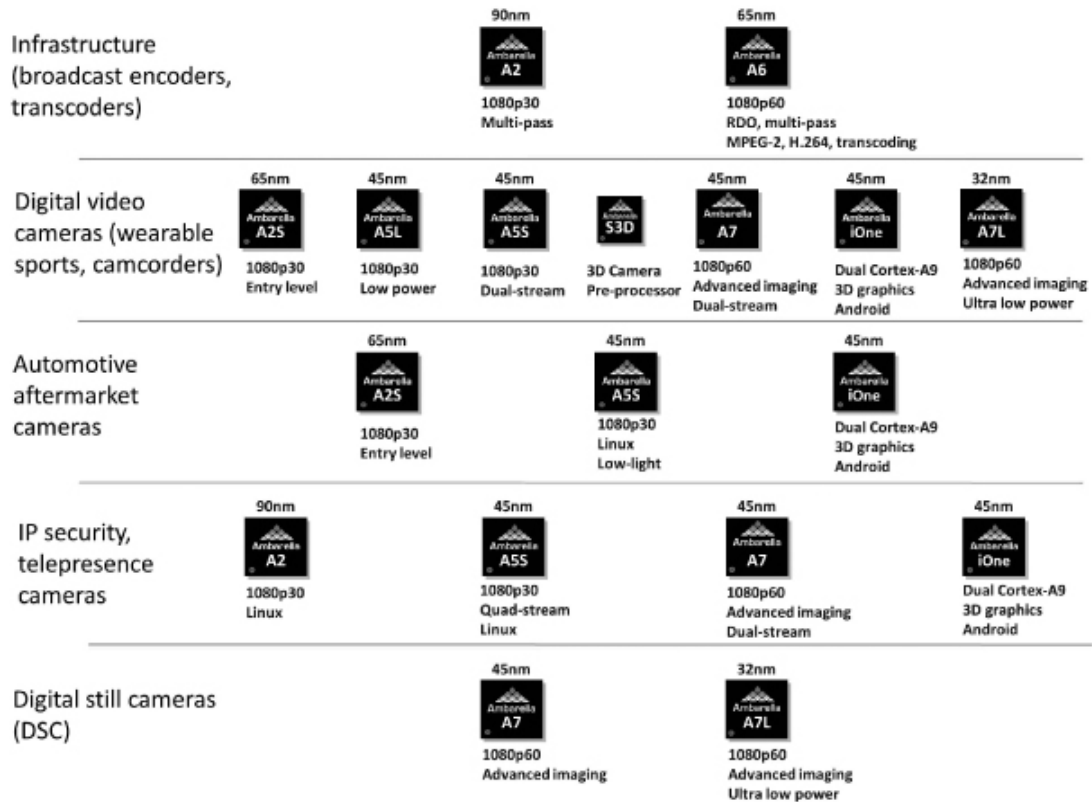 Infrastructure
(broadcast encoders,
transcoders)
90nm
Ambarella
A2
1080p30
Multi-pass
65nm
Ambarella
A6
1080p60
RDO, multi-pass
MPEG-2, H.264, transcoding
Digital video
cameras (wearable
sports, camcorders)
65nm
Ambarella
A2S
1080p30
Entry level
45nm
Ambarella
A5L
1080p30
Low power
45nm
Ambarella
A5S
1080p30
Dual-stream
Ambarella
S3D
3D Camera
Pre-processor
45nm
Ambarella
A7
1080p60
Advanced imaging
Dual-stream
45nm
Ambarella
iOne
Dual Cortex-A9
3D graphics
Android
32nm
Ambarella
A7L
1080p60
Advanced imaging
Ultra low power
Automotive
aftermarket
cameras
65nm
Ambarella
A2S
1080p30
Entry level
45nm
Ambarella
A5S
1080p30
Linux
Low-light
45nm
Ambarella
iOne
Dual Cortex-A9
3D graphics
Android
IP security,
telepresence
cameras
90nm
Ambarella
A2
1080p30
Linux
45nm
Ambarella
A5S
1080p30
Quad-stream
Linux
45nm
Ambarella
A7
1080p60
Advanced imaging
Dual-stream
45nm
Ambarella
iOne
Dual Cortex-A9
3D graphics
Android
Digital still cameras
(DSC)
45nm
Ambarella
A7
1080p60
Advanced imaging
32nm
Ambarella
A7L
1080p60
Advanced imaging
Ultra low power